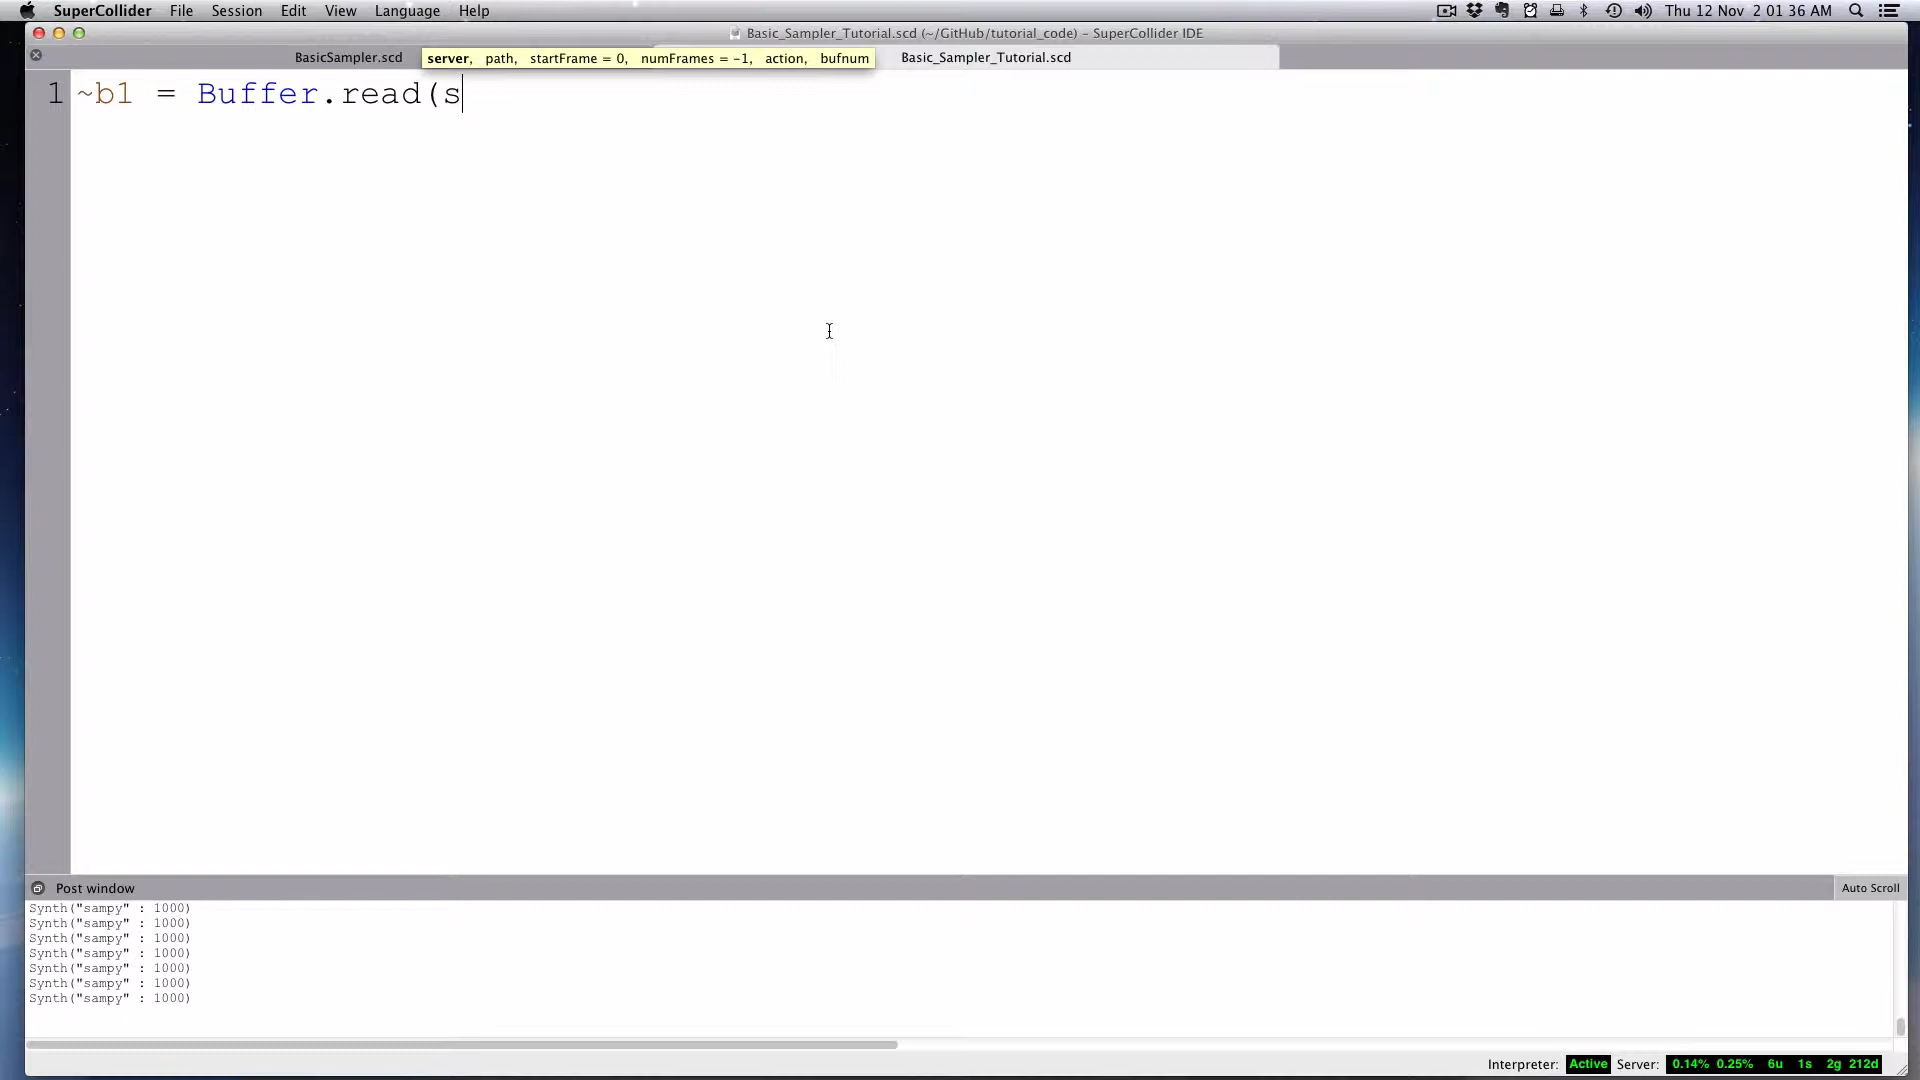 SuperCollider File Session Edit View Language Help Thu 12 Nov 2 01 36 AM
Basic_Sampler_Tutorial.scd (~/GitHub/tutorial_code) - SuperCollider IDE
BasicSampler.scd server, path, startFrame = 0, numFrames = -1, action, bufnum Basic_Sampler_Tutorial.scd
1 ~b1 = Buffer.read(s
Post window Auto Scroll
Synth("sampy" : 1000)
Synth("sampy" : 1000)
Synth("sampy" : 1000)
Synth("sampy" : 1000)
Synth("sampy" : 1000)
Synth("sampy" : 1000)
Synth("sampy" : 1000)
Interpreter: Active Server: 0.14% 0.25% 6u 1s 2g 212d